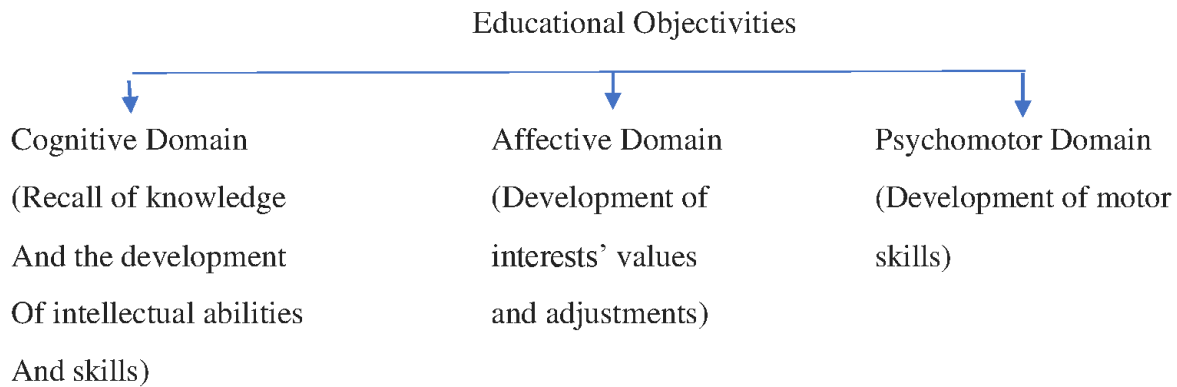 Educational Objectivities
Cognitive Domain
(Recall of knowledge
And the development
Of intellectual abilities
And skills)
Affective Domain
(Development of
interests’ values
and adjustments)
Psychomotor Domain
(Development of motor
skills)